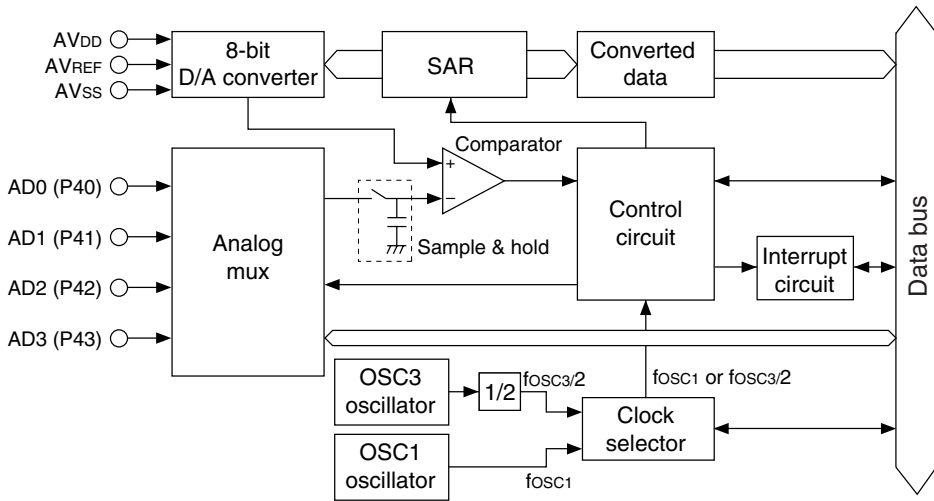 AVDD
AVREF
AVSS
8-bit
D/A converter
SAR
Converted
data
Comparator
+
−
AD0 (P40)
AD1 (P41)
AD2 (P42)
AD3 (P43)
Analog
mux
Sample & hold
Control
circuit
Interrupt
circuit
Data bus
OSC3
oscillator
1/2
fOSC3/2
fOSC1 or fOSC3/2
Clock
selector
OSC1
oscillator
fOSC1